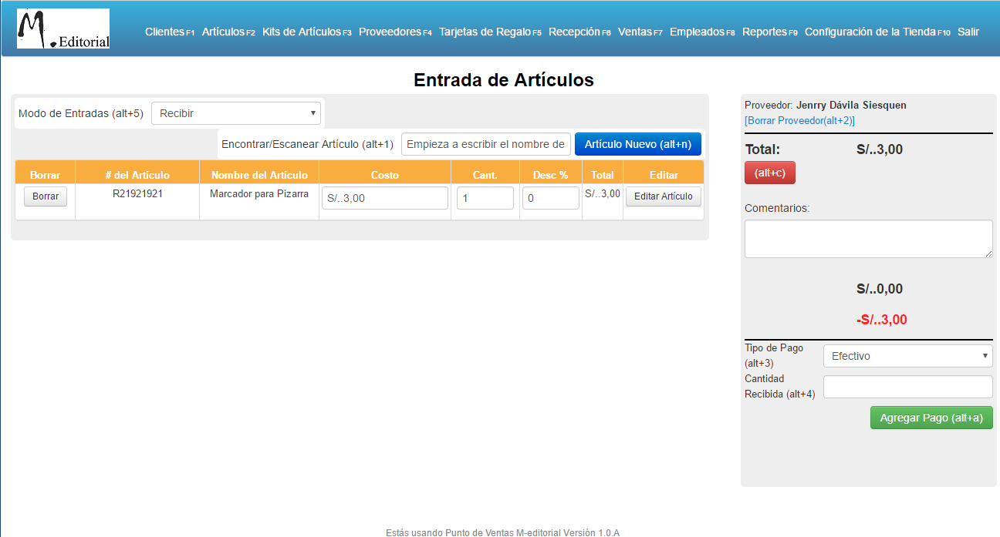 M.Editorial
Clientes F1 Artículos F2 Kits de Artículos F3 Proveedores F4 Tarjetas de Regalo F5 Recepción F6 Ventas F7 Empleados F8 Reportes F9 Configuración de la Tienda F10 Salir
Entrada de Artículos
Modo de Entradas (alt+5) Recibir
Encontrar/Escanear Artículo (alt+1) Empieza a escribir el nombre de Artículo Nuevo (alt+n)
Borrar # del Artículo Nombre del Artículo Costo Cant. Desc % Total Editar
Borrar R21921921 Marcador para Pizarra S/..3,00 1 0 S/..3,00 Editar Artículo
Proveedor: Jenrry Dávila Siesquen
[Borrar Proveedor(alt+2)]
Total: S/..3,00
(alt+c)
Comentarios:
S/..0,00
-S/..3,00
Tipo de Pago
(alt+3)
Efectivo
Cantidad
Recibida (alt+4)
Agregar Pago (alt+a)
Estás usando Punto de Ventas M-editorial Versiòn 1.0.A